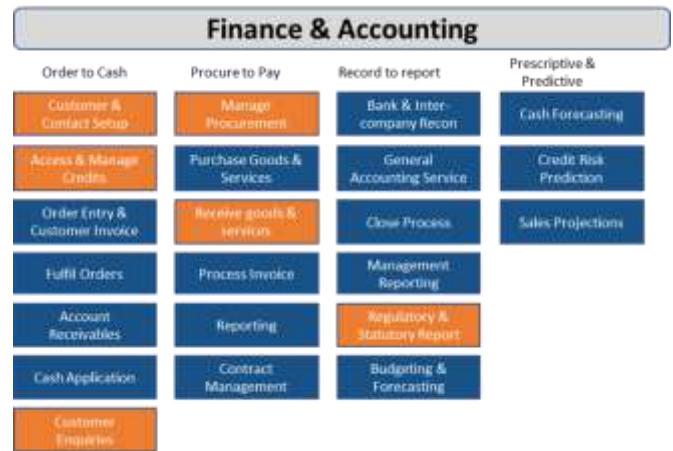 Finance & Accounting
Order to Cash
Customer &
Contact Setup
Access & Manage
Credits
Order Entry &
Customer Invoice
Fulfil Orders
Account
Receivables
Cash Application
Customer
Enquiries
Procure to Pay
Manage
Procurement
Purchase Goods &
Services
Receive goods &
services
Process Invoice
Reporting
Contract
Management
Record to report
Bank & Inter-
company Recon
General
Accounting Service
Close Process
Management
Reporting
Regulatory &
Statutory Report
Budgeting &
Forecasting
Prescriptive &
Predictive
Cash Forecasting
Credit Risk
Prediction
Sales Projections